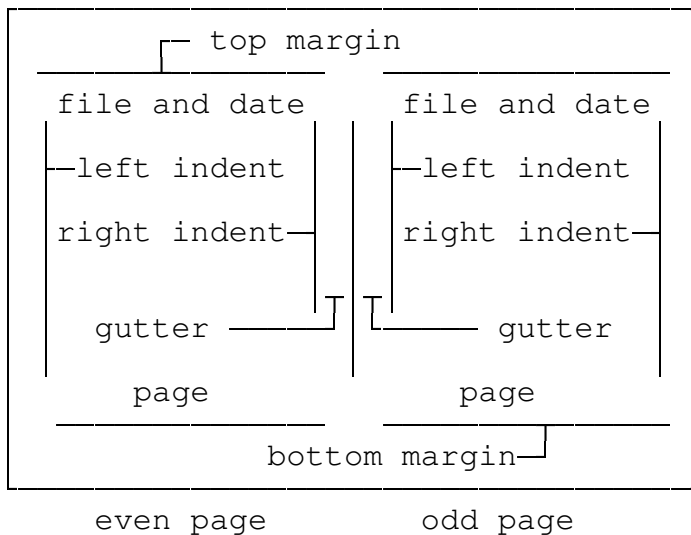 top margin
file and date file and date
left indent left indent
right indent right indent
gutter gutter
page page
bottom margin
even page odd page